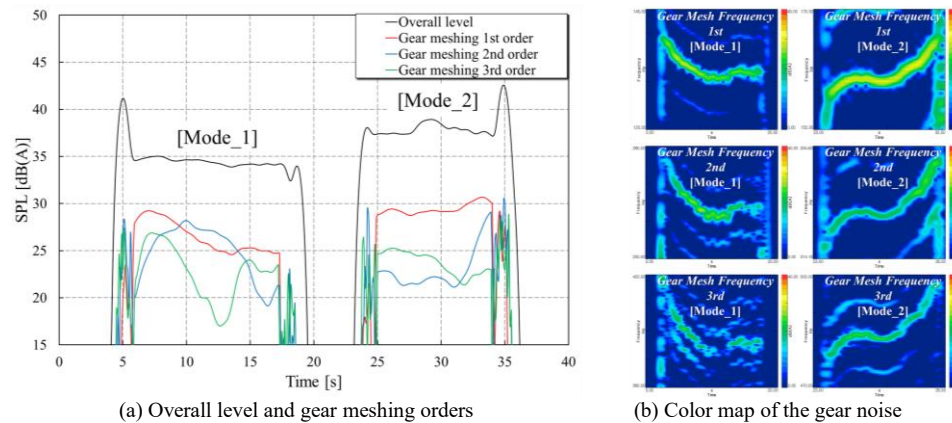 50
45
40
35
30
25
20
15
SPL [dB(A)]
Overall level
Gear meshing 1st order
Gear meshing 2nd order
Gear meshing 3rd order
[Mode_1]
[Mode_2]
0 5 10 15 20 25 30 35 40
Time [s]
(a) Overall level and gear meshing orders
Gear Mesh Frequency
1st
[Mode_1]
Gear Mesh Frequency
1st
[Mode_2]
Gear Mesh Frequency
2nd
[Mode_1]
Gear Mesh Frequency
2nd
[Mode_2]
Gear Mesh Frequency
3rd
[Mode_1]
Gear Mesh Frequency
3rd
[Mode_2]
(b) Color map of the gear noise